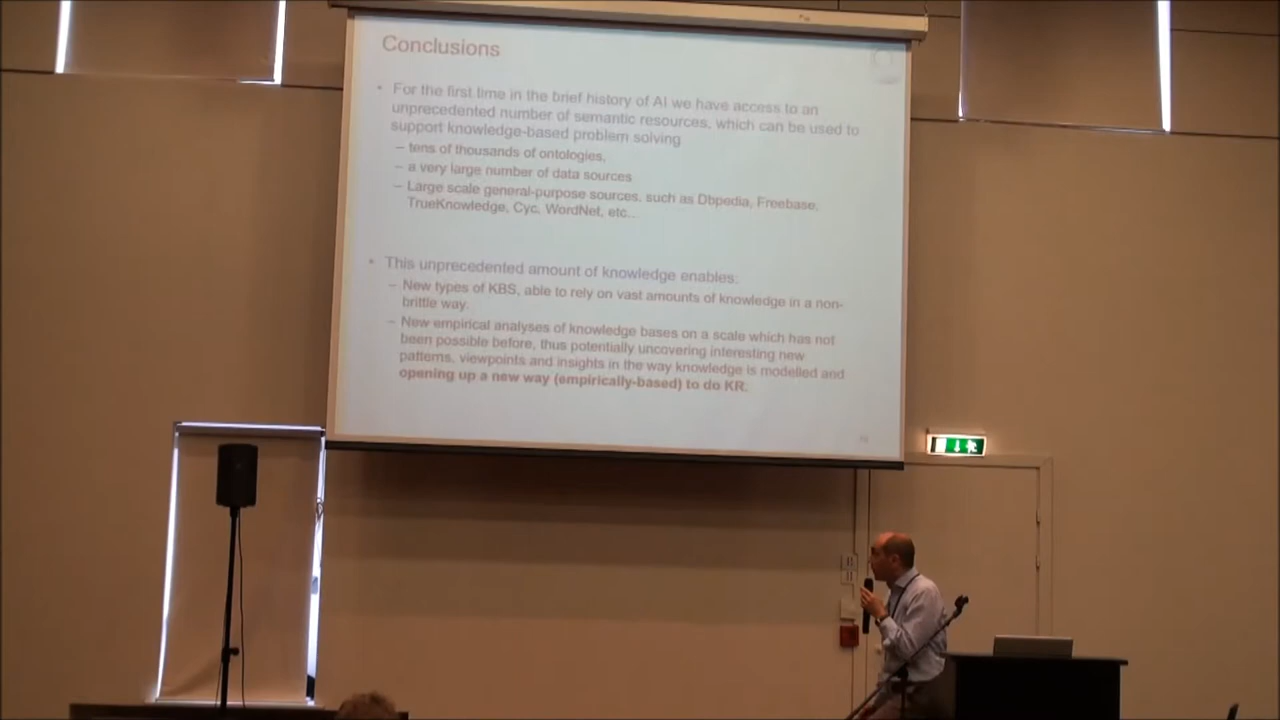 Conclusions
• For the first time in the brief history of AI we have access to an
unprecedented number of semantic resources, which can be used to
support knowledge-based problem solving
– tens of thousands of ontologies,
– a very large number of data sources
– Large scale general-purpose sources, such as Dbpedia, Freebase,
TrueKnowledge, Cyc, WordNet, etc..
• This unprecedented amount of knowledge enables:
– New types of KBS, able to rely on vast amounts of knowledge in a non-
brittle way.
– New empirical analyses of knowledge bases on a scale which has not
been possible before, thus potentially uncovering interesting new
patterns, viewpoints and insights in the way knowledge is modelled and
opening up a new way (empirically-based) to do KR.